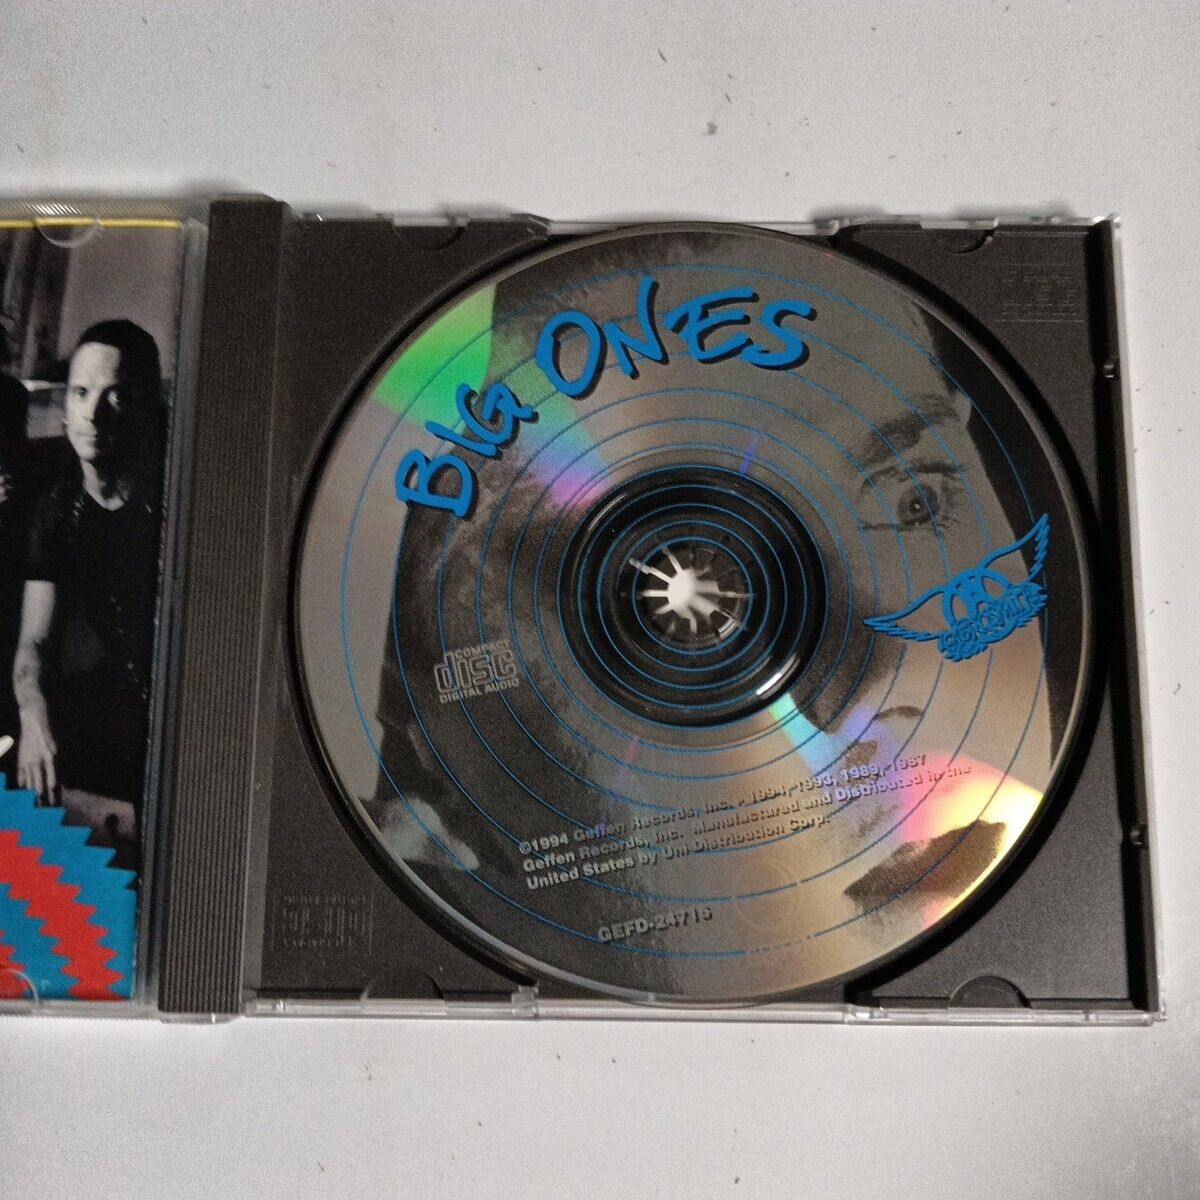 BIG ONES
AEROSMITH
COMPACT
disc
DIGITAL AUDIO
©1994 Geffen Records, Inc. • 1994, 1993, 1989, 1987
Geffen Records, Inc. Manufactured and Distributed in the
United States by Uni Distribution Corp.
GEFD-24716